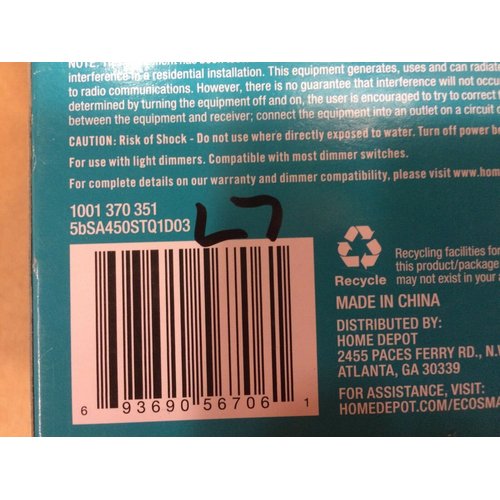 NOTE:
interference in a residential installation. This equipment generates, uses and can radiate
to radio communications. However, there is no guarantee that interference will not occu
determined by turning the equipment off and on, the user is encouraged to try to correct
between the equipment and receiver; connect the equipment into an outlet on a circuit
CAUTION: Risk of Shock - Do not use where directly exposed to water. Turn off power be
For use with light dimmers. Compatible with most dimmer switches.
For complete details on our warranty and dimmer compatibility, please visit www.hom
1001 370 351
5bSA450STQ1D03
L7
6 93690 56706 1
Recycling facilities for
this product/package
Recycle may not exist in your a
MADE IN CHINA
DISTRIBUTED BY:
HOME DEPOT
2455 PACES FERRY RD., N.W
ATLANTA, GA 30339
FOR ASSISTANCE, VISIT:
HOMEDEPOT.COM/ECOSMA